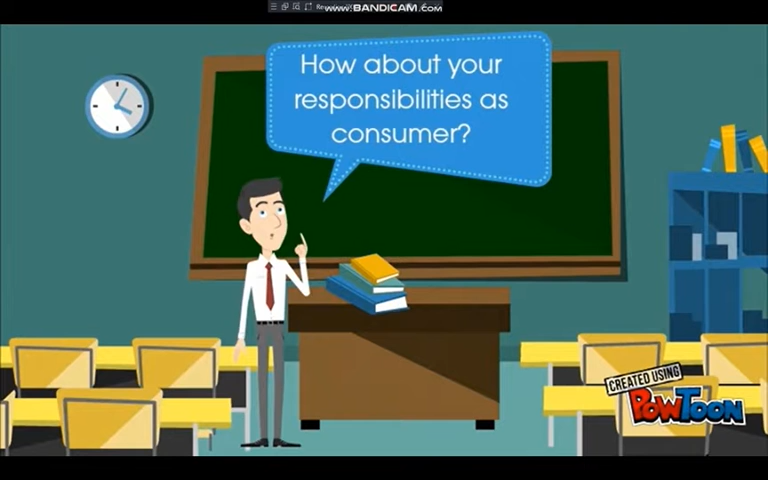 www.BANDICAM.com
How about your
responsibilities as
consumer?
CREATED USING
POWTOON